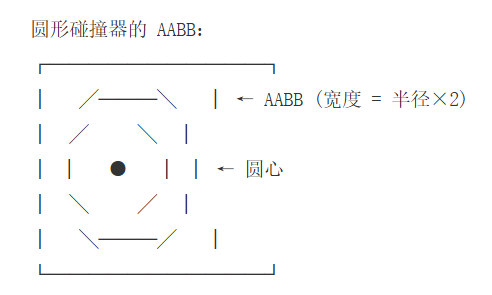 圆形碰撞器的 AABB：
← AABB (宽度 = 半径×2)
← 圆心